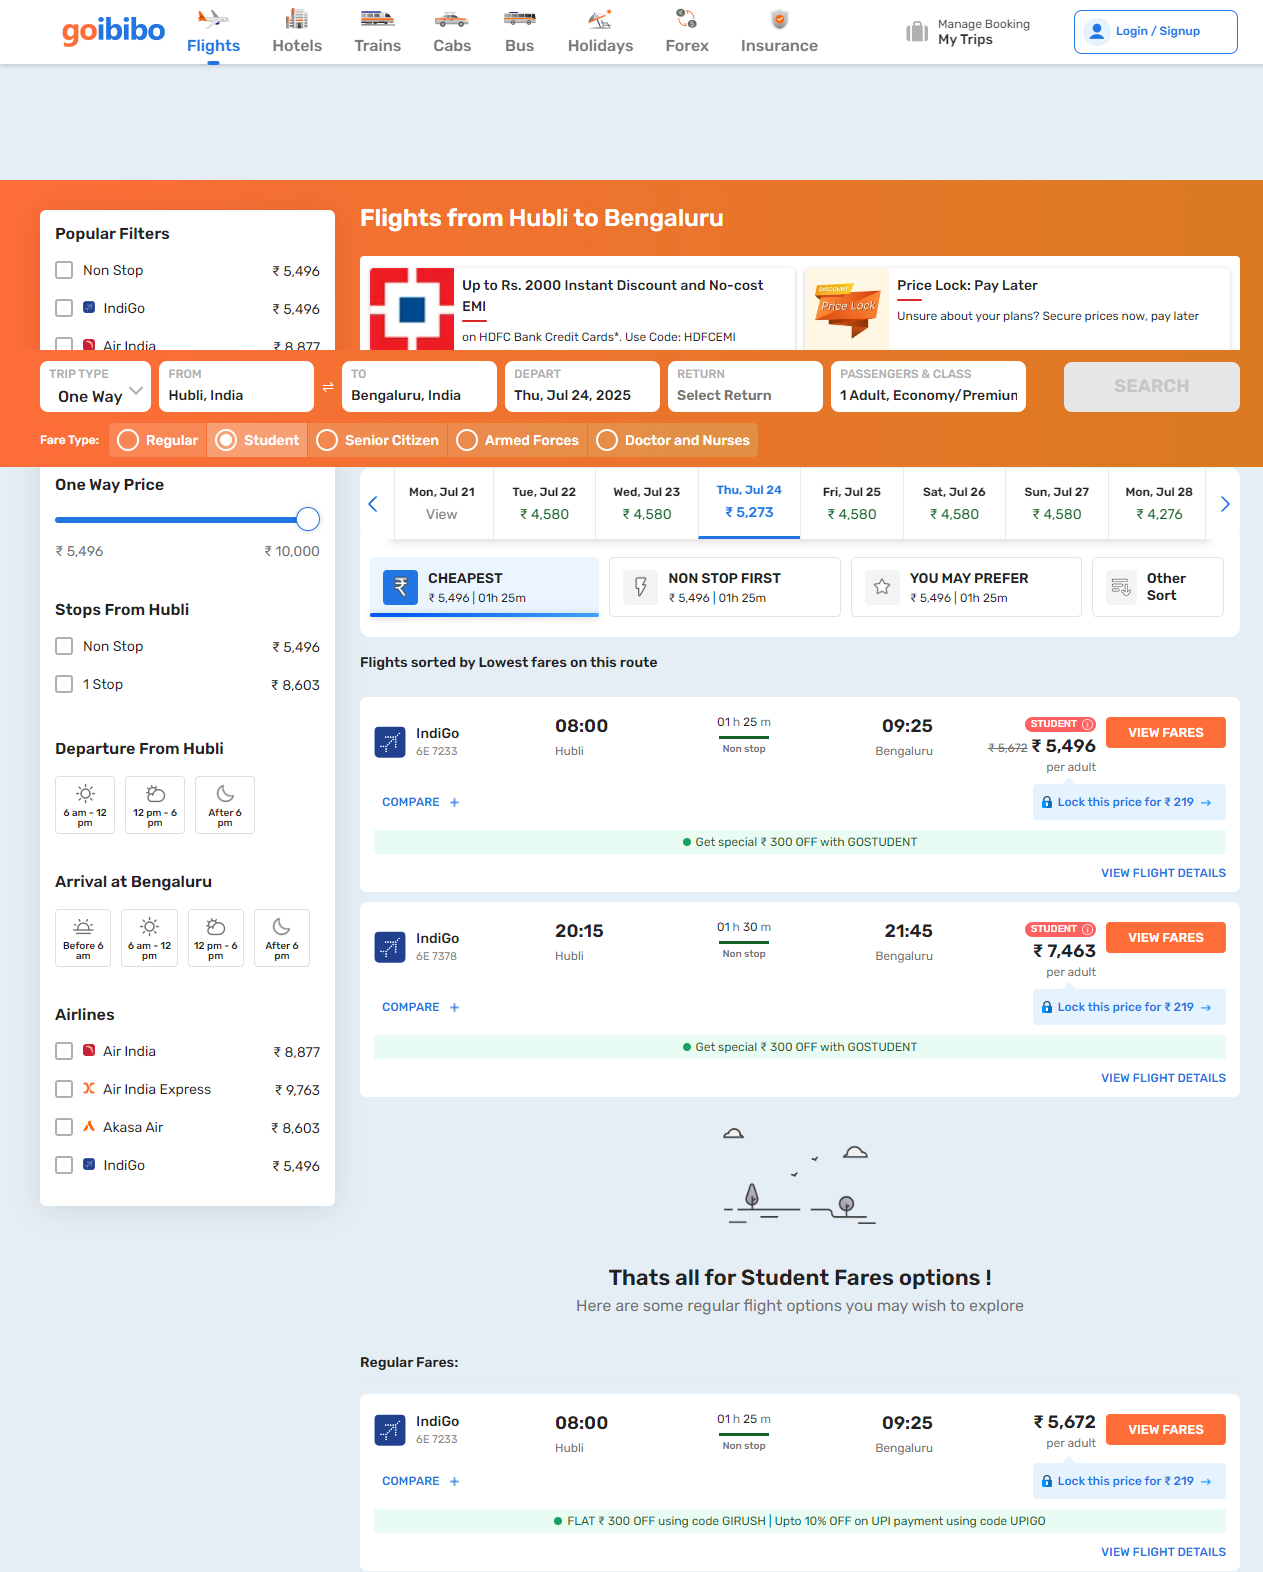 goibibo
Flights
Hotels
Trains
Cabs
Bus
Holidays
Forex
Insurance
Manage Booking
My Trips
Login / Signup
Popular Filters
Non Stop ₹ 5,496
IndiGo ₹ 5,496
Air India ₹ 8,877
Flights from Hubli to Bengaluru
Up to Rs. 2000 Instant Discount and No-cost
EMI
on HDFC Bank Credit Cards*. Use Code: HDFCEMI
DISCOUNT
Price Lock
Price Lock: Pay Later
Unsure about your plans? Secure prices now, pay later
TRIP TYPE
One Way
FROM
Hubli, India
TO
Bengaluru, India
DEPART
Thu, Jul 24, 2025
RETURN
Select Return
PASSENGERS & CLASS
1 Adult, Economy/Premiun
SEARCH
Fare Type:
Regular
Student
Senior Citizen
Armed Forces
Doctor and Nurses
One Way Price
₹ 5,496 ₹ 10,000
Stops From Hubli
Non Stop ₹ 5,496
1 Stop ₹ 8,603
Departure From Hubli
6 am - 12
pm
12 pm - 6
pm
After 6
pm
Arrival at Bengaluru
Before 6
am
6 am - 12
pm
12 pm - 6
pm
After 6
pm
Airlines
Air India ₹ 8,877
Air India Express ₹ 9,763
Akasa Air ₹ 8,603
IndiGo ₹ 5,496
Mon, Jul 21
View
Tue, Jul 22
₹ 4,580
Wed, Jul 23
₹ 4,580
Thu, Jul 24
₹ 5,273
Fri, Jul 25
₹ 4,580
Sat, Jul 26
₹ 4,580
Sun, Jul 27
₹ 4,580
Mon, Jul 28
₹ 4,276
CHEAPEST
₹ 5,496 | 01h 25m
NON STOP FIRST
₹ 5,496 | 01h 25m
YOU MAY PREFER
₹ 5,496 | 01h 25m
Other
Sort
Flights sorted by Lowest fares on this route
IndiGo
6E 7233
08:00
Hubli
01 h 25 m
Non stop
09:25
Bengaluru
STUDENT
₹ 5,672 ₹ 5,496
per adult
VIEW FARES
COMPARE +
Lock this price for ₹ 219 →
Get special ₹ 300 OFF with GOSTUDENT
VIEW FLIGHT DETAILS
IndiGo
6E 7378
20:15
Hubli
01 h 30 m
Non stop
21:45
Bengaluru
STUDENT
₹ 7,463
per adult
VIEW FARES
COMPARE +
Lock this price for ₹ 219 →
Get special ₹ 300 OFF with GOSTUDENT
VIEW FLIGHT DETAILS
Thats all for Student Fares options !
Here are some regular flight options you may wish to explore
Regular Fares:
IndiGo
6E 7233
08:00
Hubli
01 h 25 m
Non stop
09:25
Bengaluru
₹ 5,672
per adult
VIEW FARES
COMPARE +
Lock this price for ₹ 219 →
FLAT ₹ 300 OFF using code GIRUSH | Upto 10% OFF on UPI payment using code UPIGO
VIEW FLIGHT DETAILS